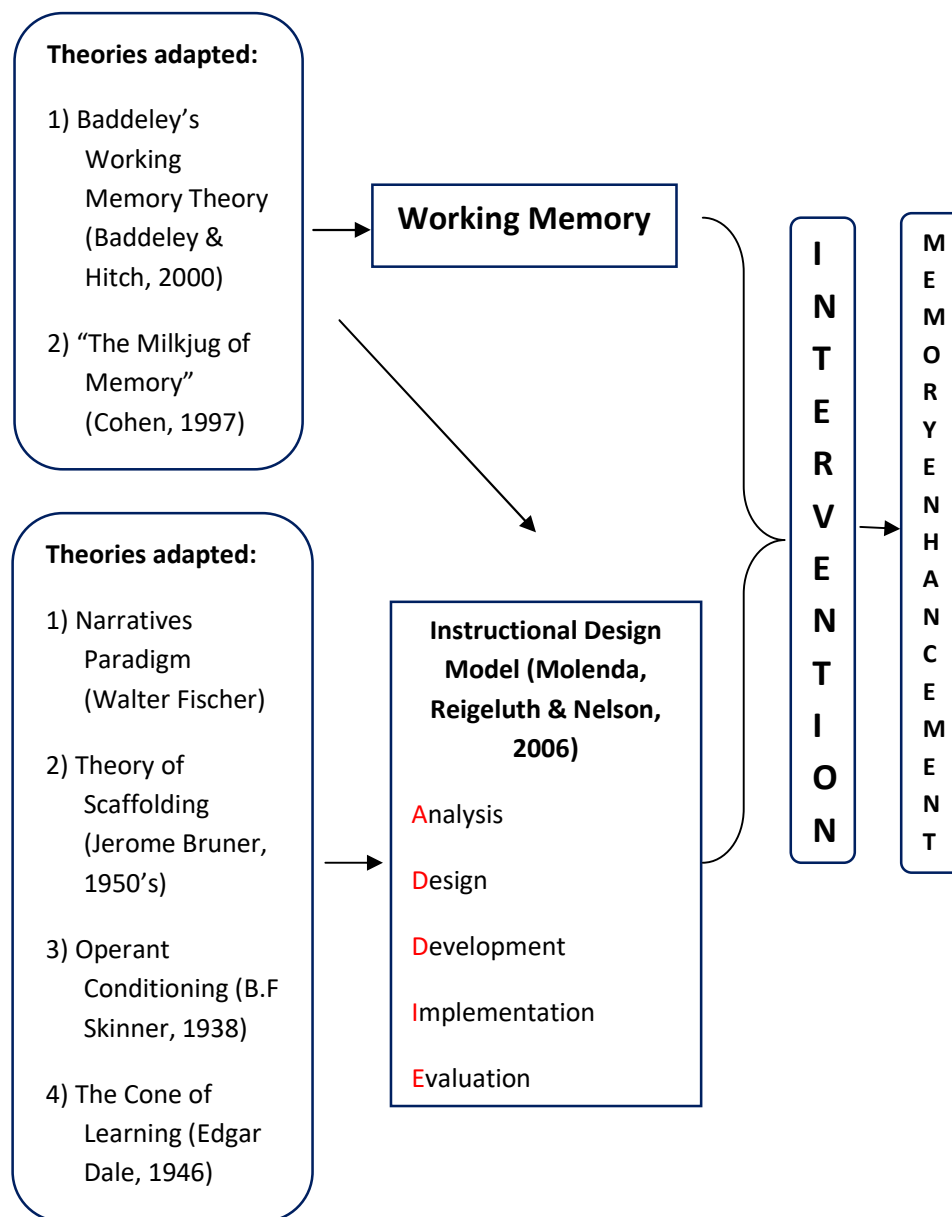 Theories adapted:
1) Baddeley’s
Working
Memory Theory
(Baddeley &
Hitch, 2000)
2) “The Milkjug of
Memory”
(Cohen, 1997)
Working Memory
Theories adapted:
1) Narratives
Paradigm
(Walter Fischer)
2) Theory of
Scaffolding
(Jerome Bruner,
1950’s)
3) Operant
Conditioning (B.F
Skinner, 1938)
4) The Cone of
Learning (Edgar
Dale, 1946)
Instructional Design
Model (Molenda,
Reigeluth & Nelson,
2006)
Analysis
Design
Development
Implementation
Evaluation
I
N
T
E
R
V
E
N
T
I
O
N
M
E
M
O
R
Y
E
N
H
A
N
C
E
M
E
N
T